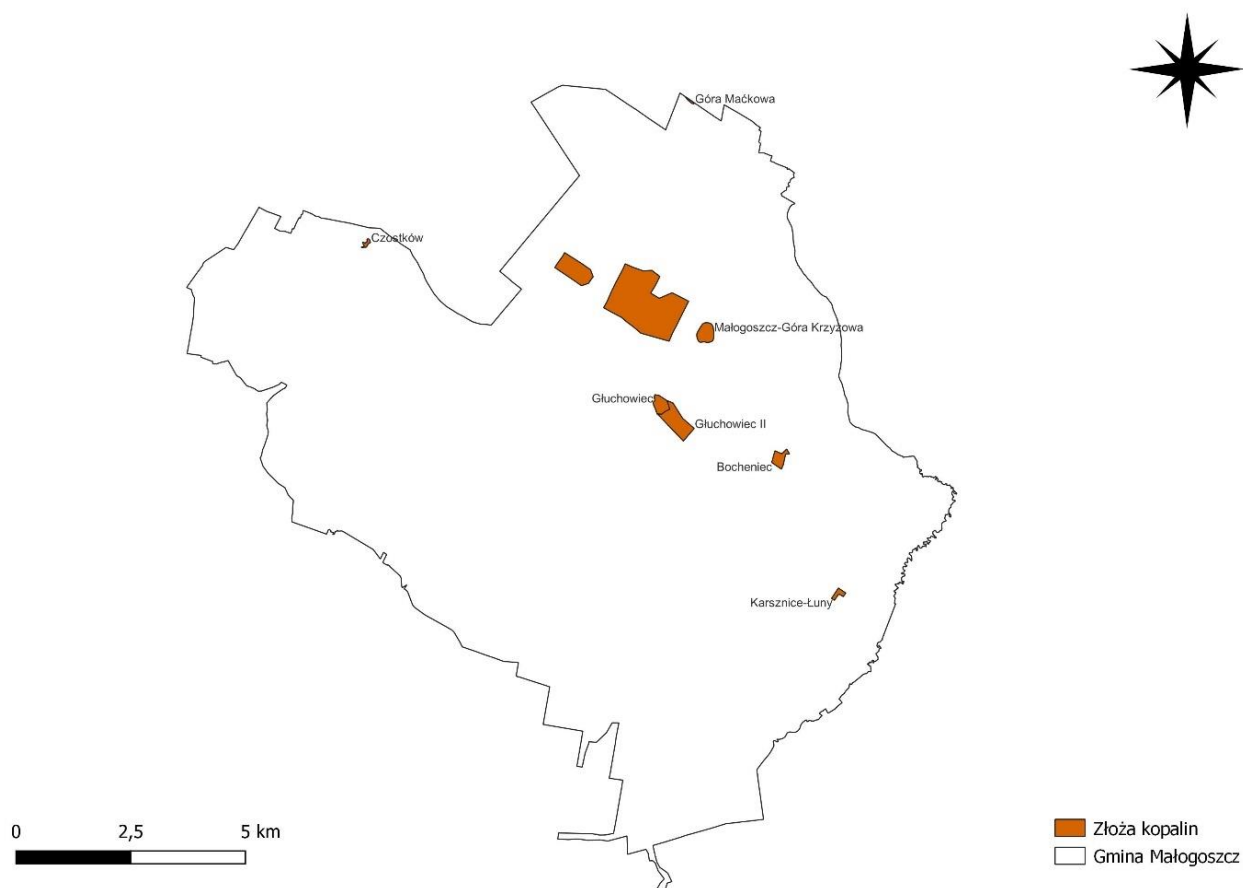 Góra Maćkowa
Czostków
Małogoszcz-Góra Krzyżowa
Głuchowiec
Głuchowiec II
Bocheniec
Karsznice-Łuny
0 2,5 5 km
Złoża kopalin
Gmina Małogoszcz